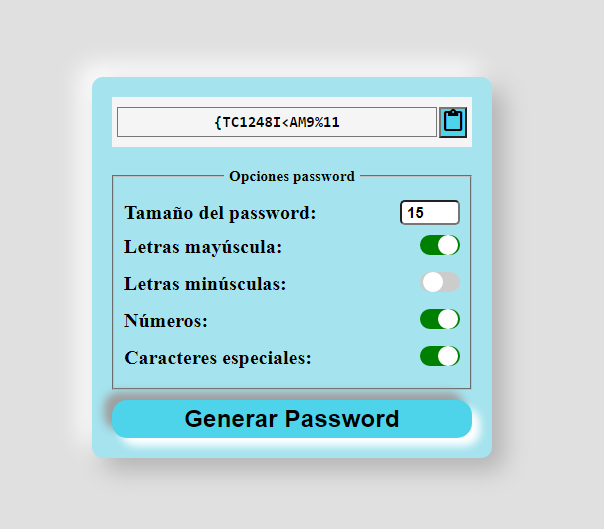 {TC1248I<AM9%11
Opciones password
Tamaño del password: 15
Letras mayúscula:
Letras minúsculas:
Números:
Caracteres especiales:
Generar Password